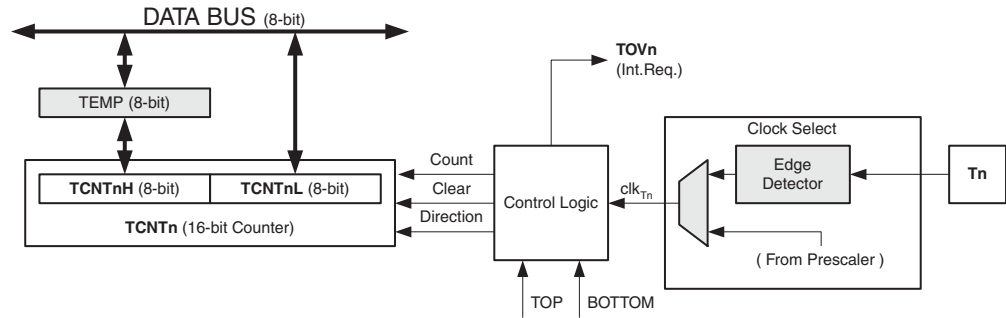 DATA BUS (8-bit)
TOVn
(Int.Req.)
TEMP (8-bit)
Clock Select
Count
Edge
Detector
Tn
TCNTnH (8-bit)
TCNTnL (8-bit)
Clear
Control Logic
clkTn
TCNTn (16-bit Counter)
Direction
( From Prescaler )
TOP
BOTTOM